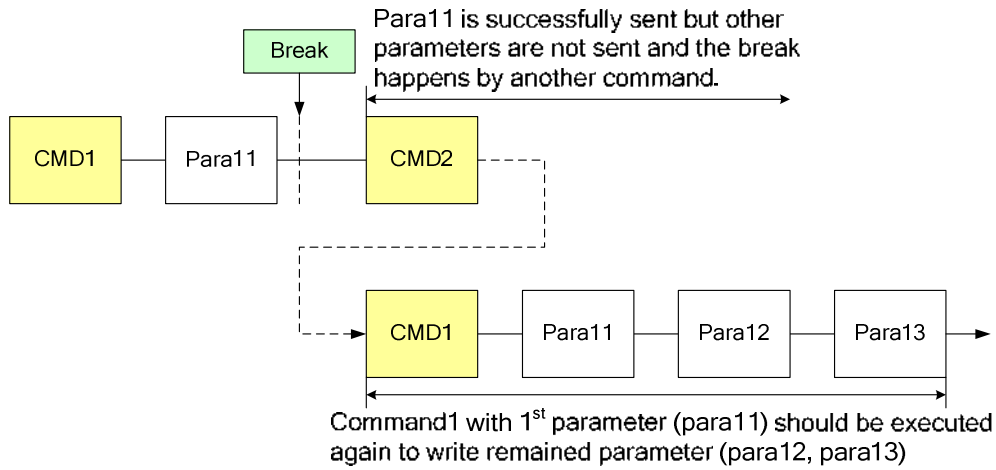 Para11 is successfully sent but other
parameters are not sent and the break
happens by another command.
Break
CMD1
Para11
CMD2
CMD1
Para11
Para12
Para13
Command1 with 1st parameter (para11) should be executed
again to write remained parameter (para12, para13)